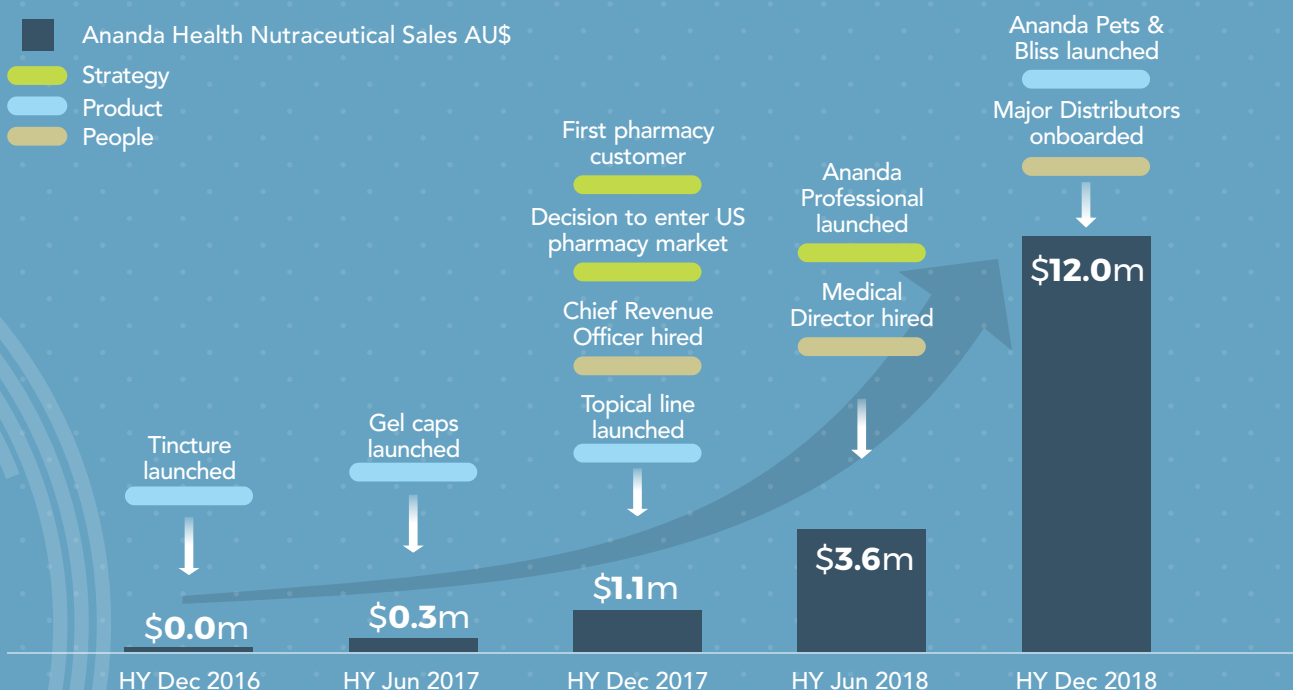 Ananda Health Nutraceutical Sales AU$
Strategy
Product
People
Tincture
launched
$0.0m
HY Dec 2016
Gel caps
launched
$0.3m
HY Jun 2017
First pharmacy
customer
Decision to enter US
pharmacy market
Chief Revenue
Officer hired
Topical line
launched
$1.1m
HY Dec 2017
Ananda
Professional
launched
Medical
Director hired
$3.6m
HY Jun 2018
Ananda Pets &
Bliss launched
Major Distributors
onboarded
$12.0m
HY Dec 2018